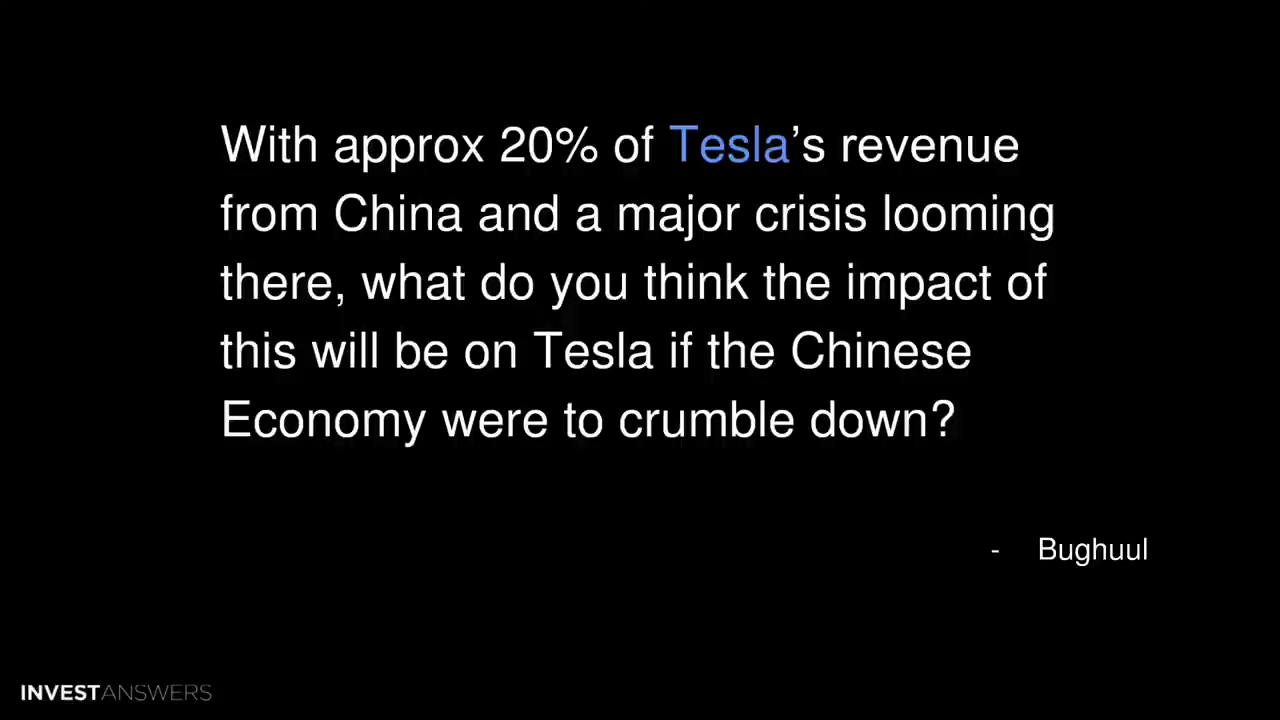 With approx 20% of Tesla’s revenue
from China and a major crisis looming
there, what do you think the impact of
this will be on Tesla if the Chinese
Economy were to crumble down?
- Bughuul
INVESTANSWERS